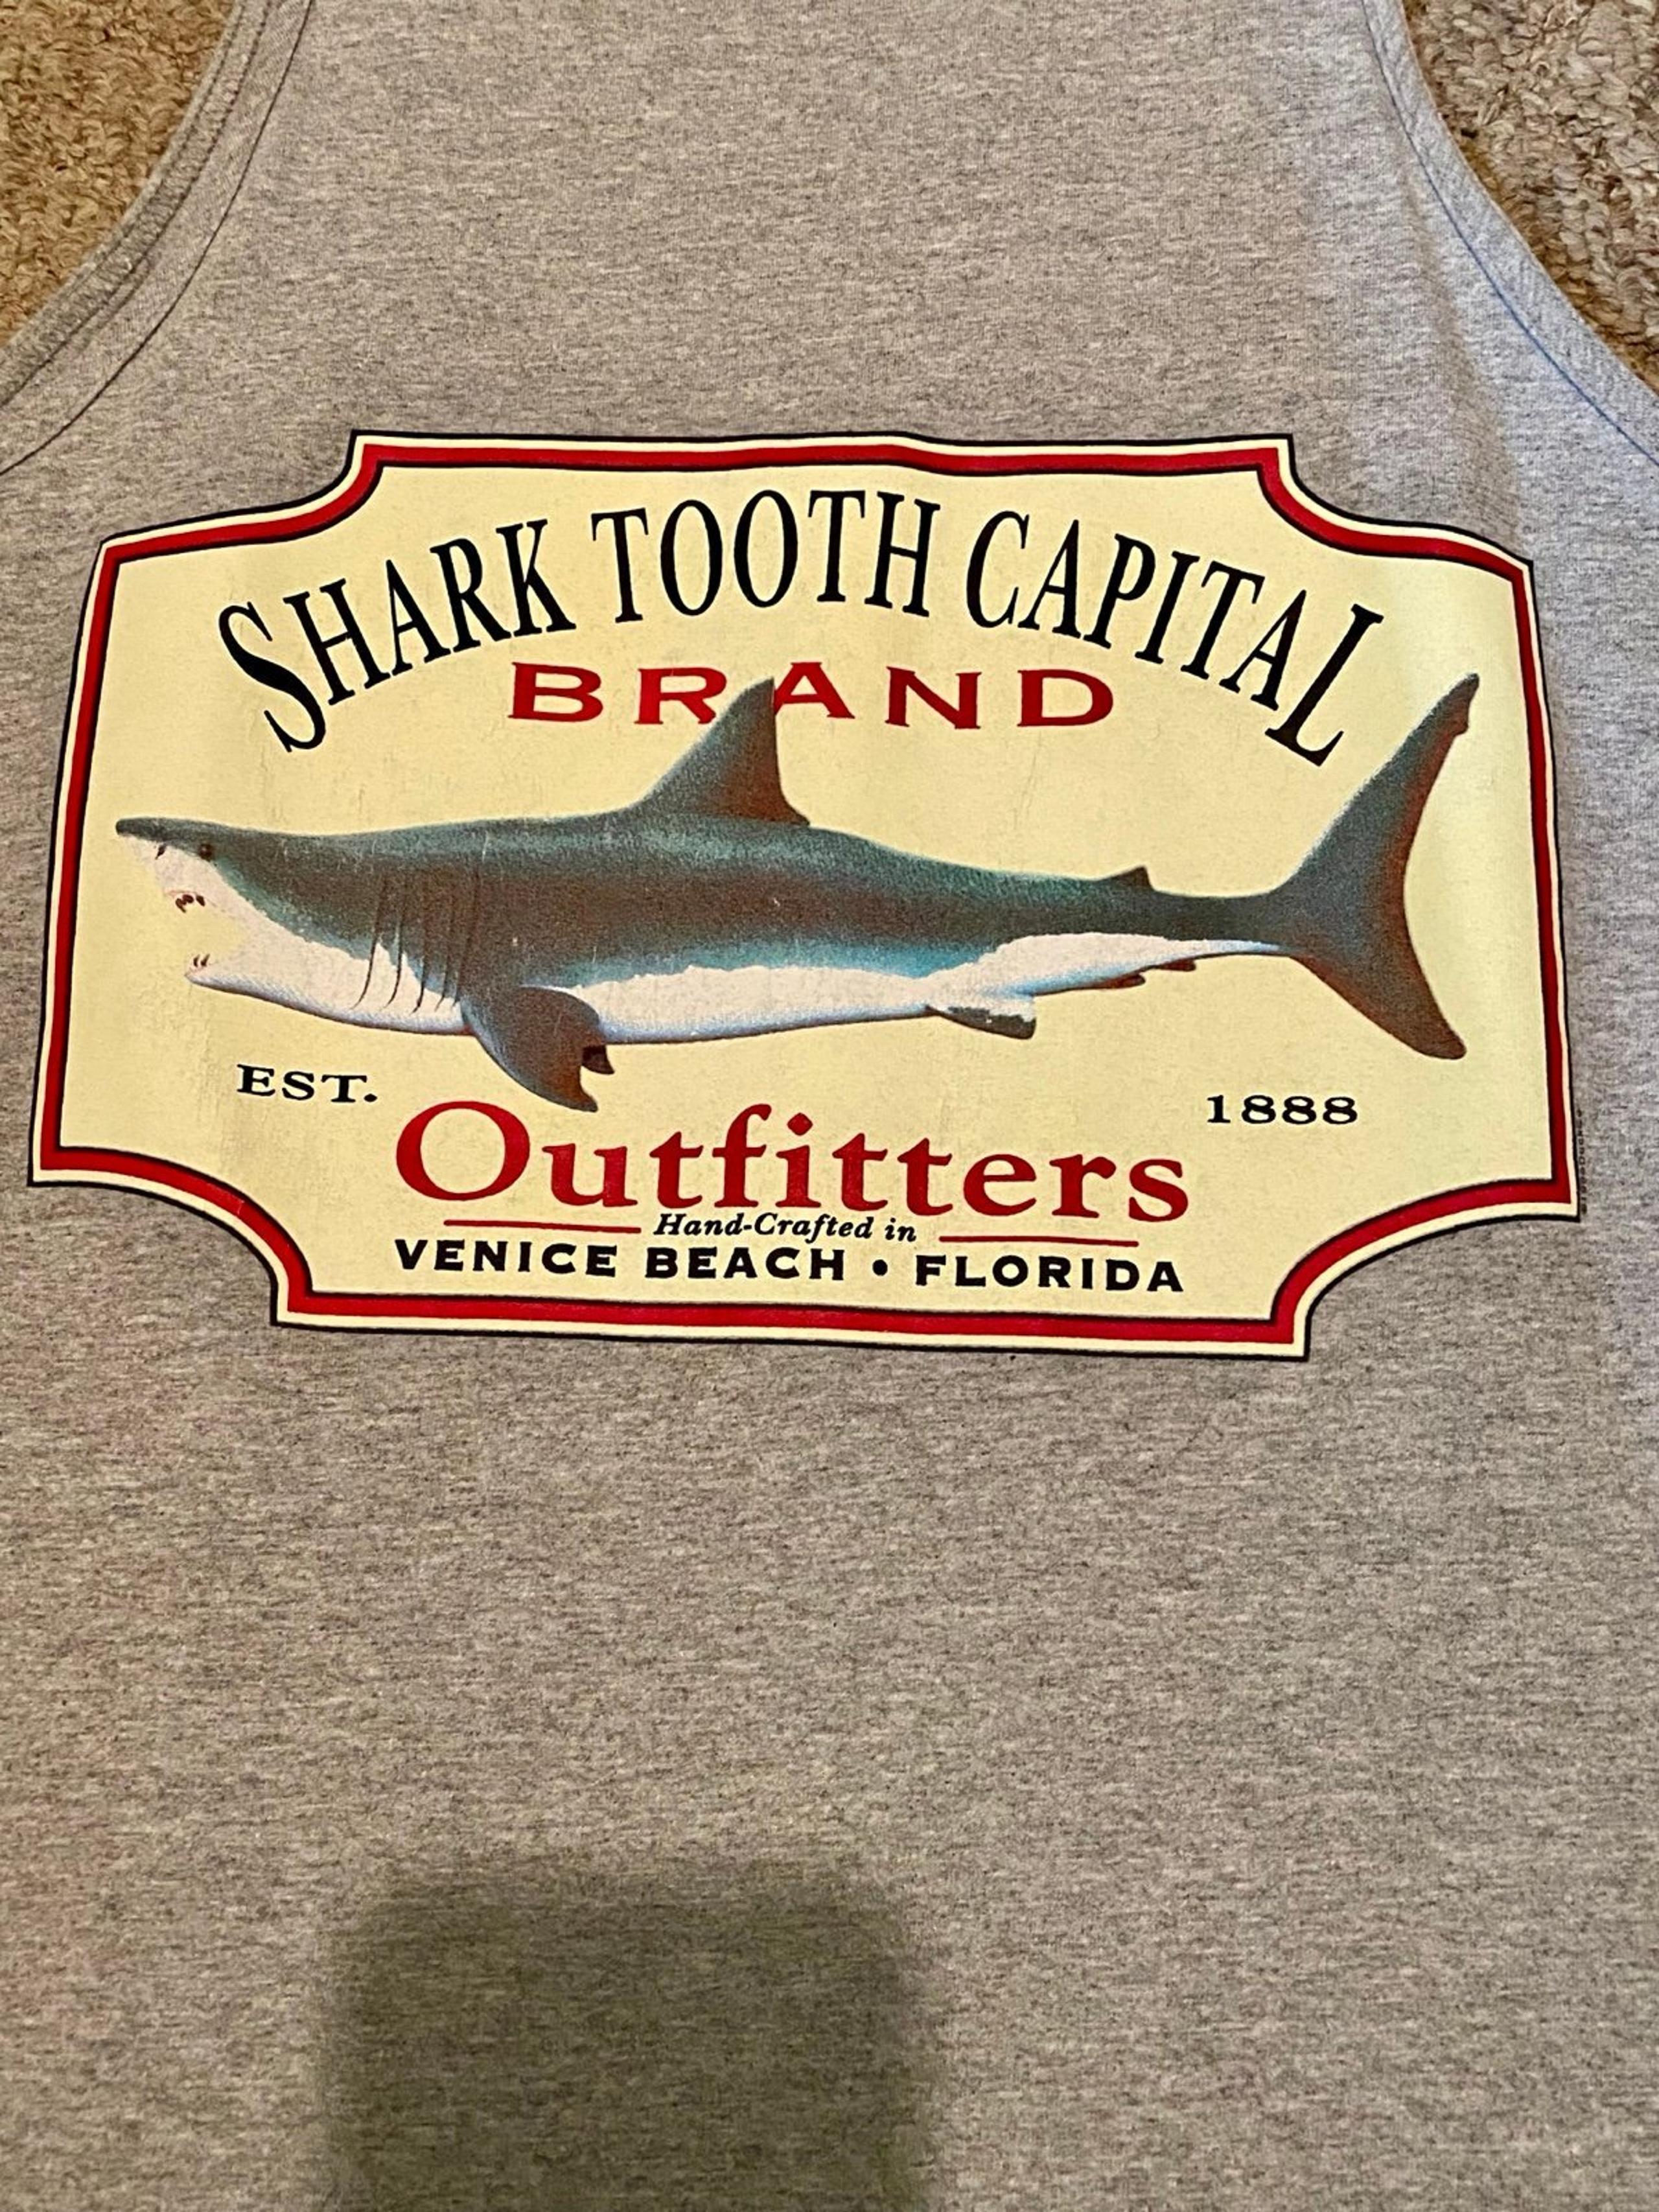 SHARK TOOTH CAPITAL
BRAND
EST. 1888
Outfitters
Hand-Crafted in
VENICE BEACH • FLORIDA